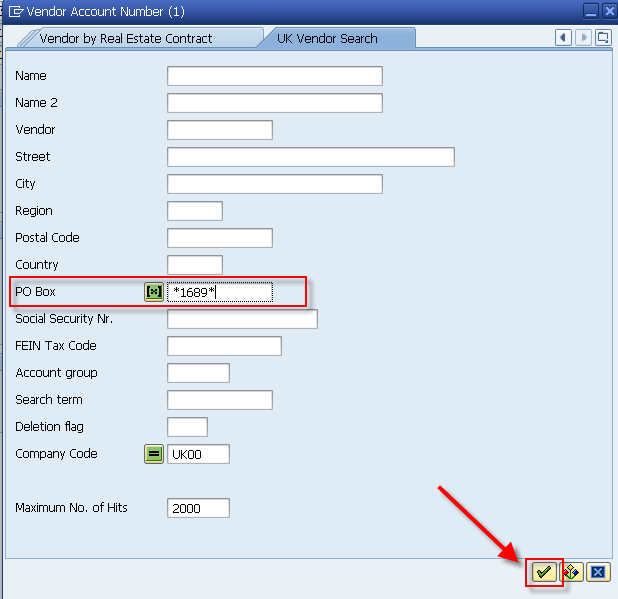 Vendor Account Number (1)
Vendor by Real Estate Contract UK Vendor Search
Name
Name 2
Vendor
Street
City
Region
Postal Code
Country
PO Box *1689*
Social Security Nr.
FEIN Tax Code
Account group
Search term
Deletion flag
Company Code UK00
Maximum No. of Hits 2000